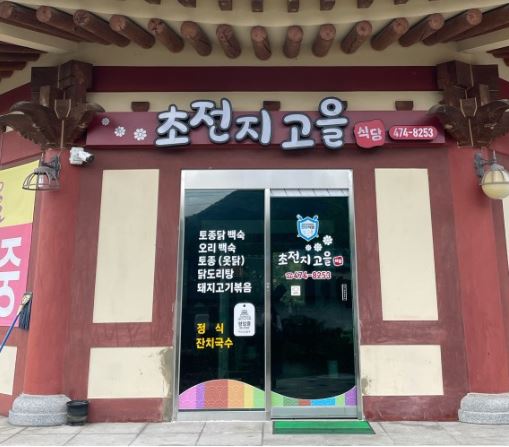 초전지고을 식당 474-8253
중
토종닭 백숙
오리 백숙
토종 (옻닭)
닭도리탕
돼지고기볶음
정 식
잔치국수
초전지고을
☎474-8253